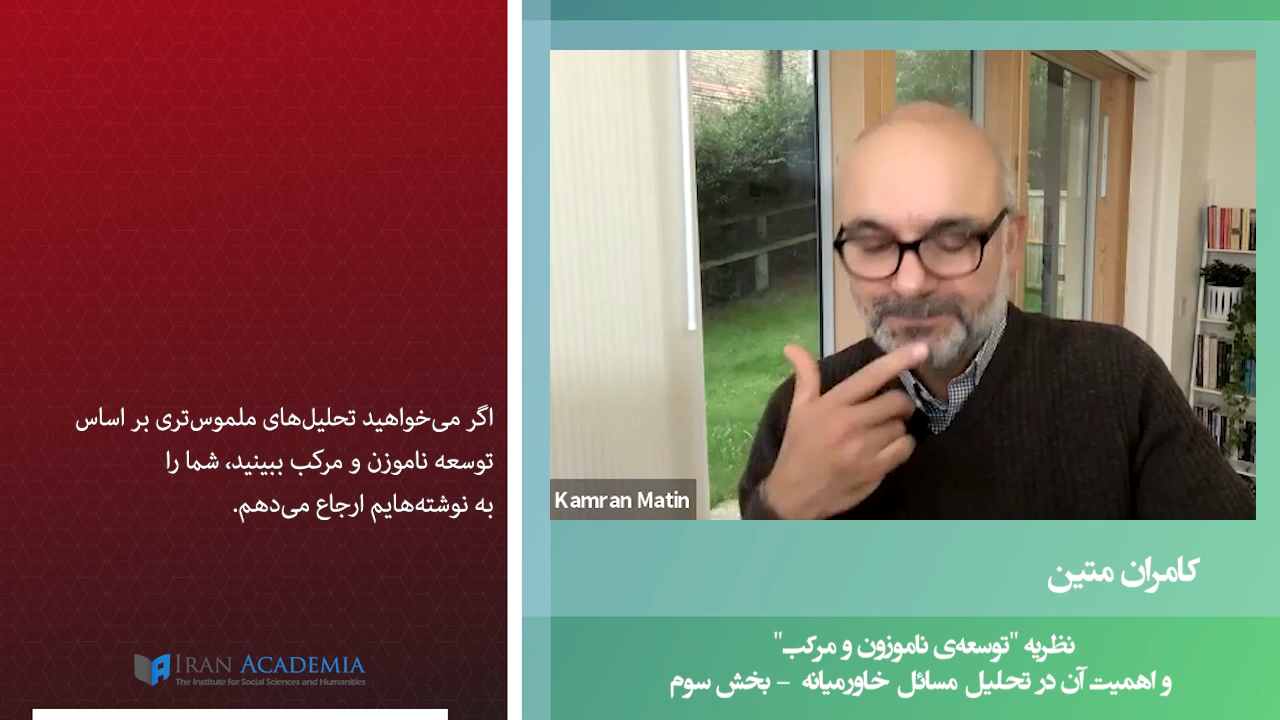 اگر می‌خواهید تحلیل‌های ملموس‌تری بر اساس
توسعه ناموزن و مرکب ببینید، شما را
به نوشته‌هایم ارجاع می‌دهم.
IRAN ACADEMIA
The Institute for Social Sciences and Humanities
Kamran Matin
کامران متین
نظریه "توسعه‌ی ناموزون و مرکب"
و اهمیت آن در تحلیل مسائل خاورمیانه - بخش سوم